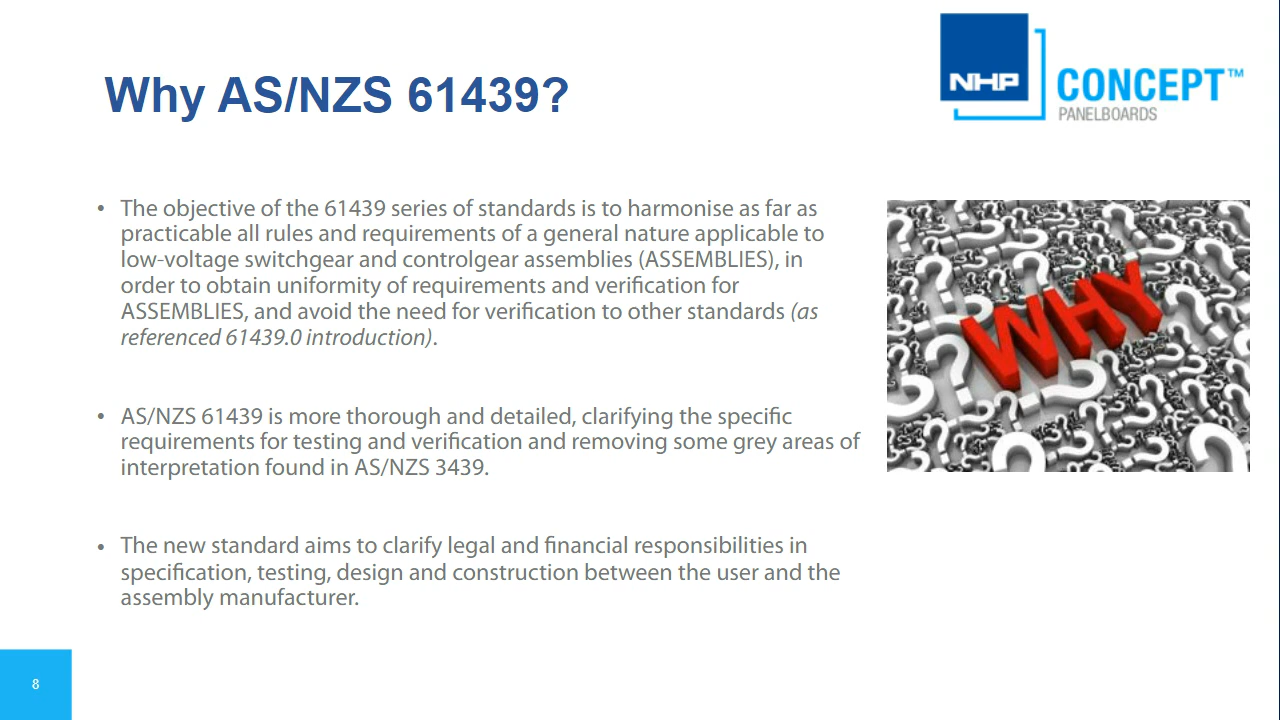 Why AS/NZS 61439?
NHP
CONCEPT™
PANELBOARDS
• The objective of the 61439 series of standards is to harmonise as far as
practicable all rules and requirements of a general nature applicable to
low-voltage switchgear and controlgear assemblies (ASSEMBLIES), in
order to obtain uniformity of requirements and verification for
ASSEMBLIES, and avoid the need for verification to other standards (as
referenced 61439.0 introduction).
WHY
• AS/NZS 61439 is more thorough and detailed, clarifying the specific
requirements for testing and verification and removing some grey areas of
interpretation found in AS/NZS 3439.
• The new standard aims to clarify legal and financial responsibilities in
specification, testing, design and construction between the user and the
assembly manufacturer.
8